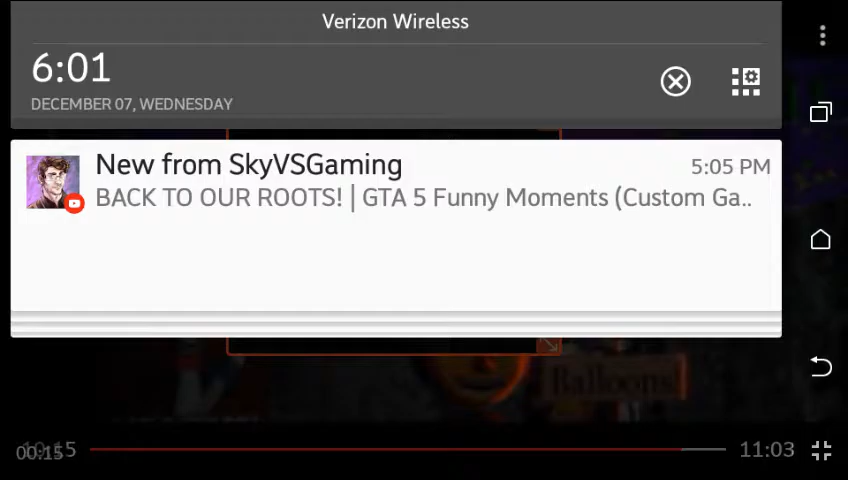 Verizon Wireless
6:01
DECEMBER 07, WEDNESDAY
New from SkyVSGaming
5:05 PM
BACK TO OUR ROOTS! | GTA 5 Funny Moments (Custom Ga..
Balloons!
00:15
11:03